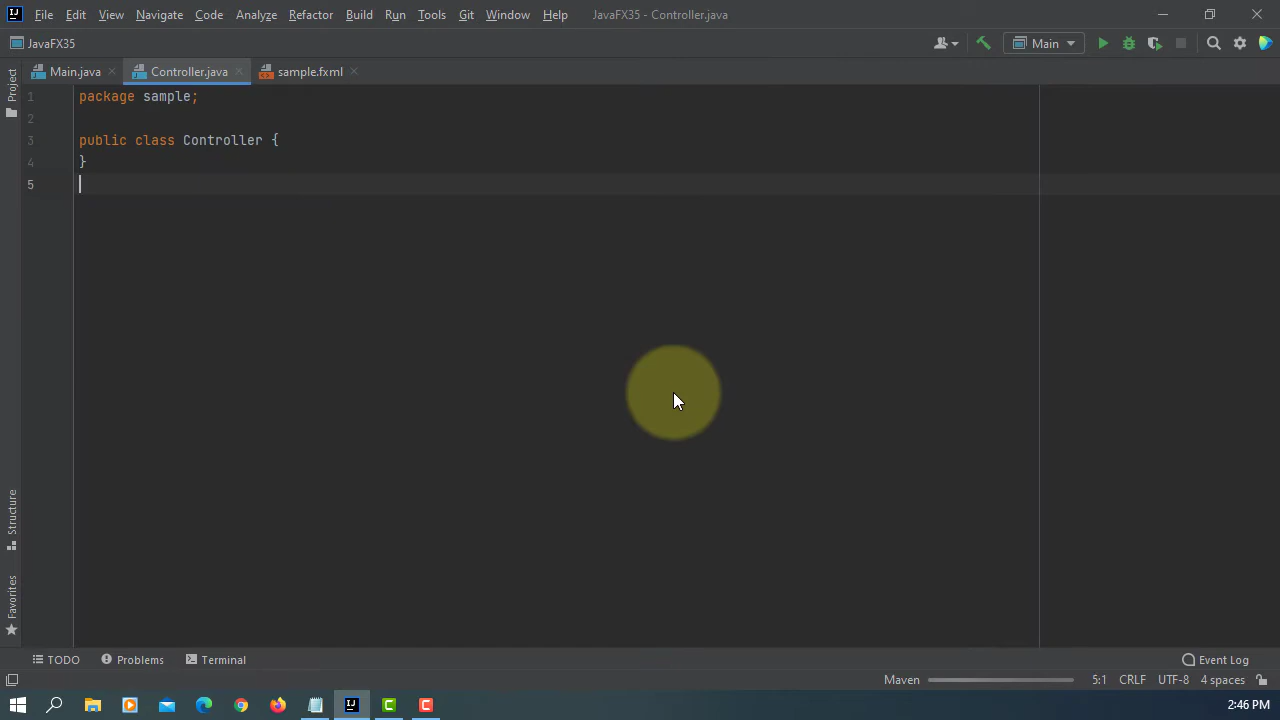 IJ File Edit View Navigate Code Analyze Refactor Build Run Tools Git Window Help JavaFX35 - Controller.java
JavaFX35 Main
Project Main.java Controller.java sample.fxml
1 package sample;
2
3 public class Controller {
4 }
5
Structure
Favorites
TODO Problems Terminal Event Log
Maven 5:1 CRLF UTF-8 4 spaces
IJ C C 2:46 PM